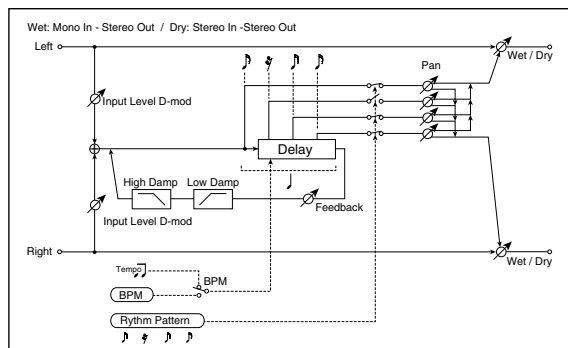 Wet: Mono In - Stereo Out / Dry: Stereo In -Stereo Out
Left
Wet / Dry
Pan
Input Level D-mod
Delay
High Damp
Low Damp
Feedback
Input Level D-mod
Right
Wet / Dry
Tempo
BPM
BPM
Rythm Pattern